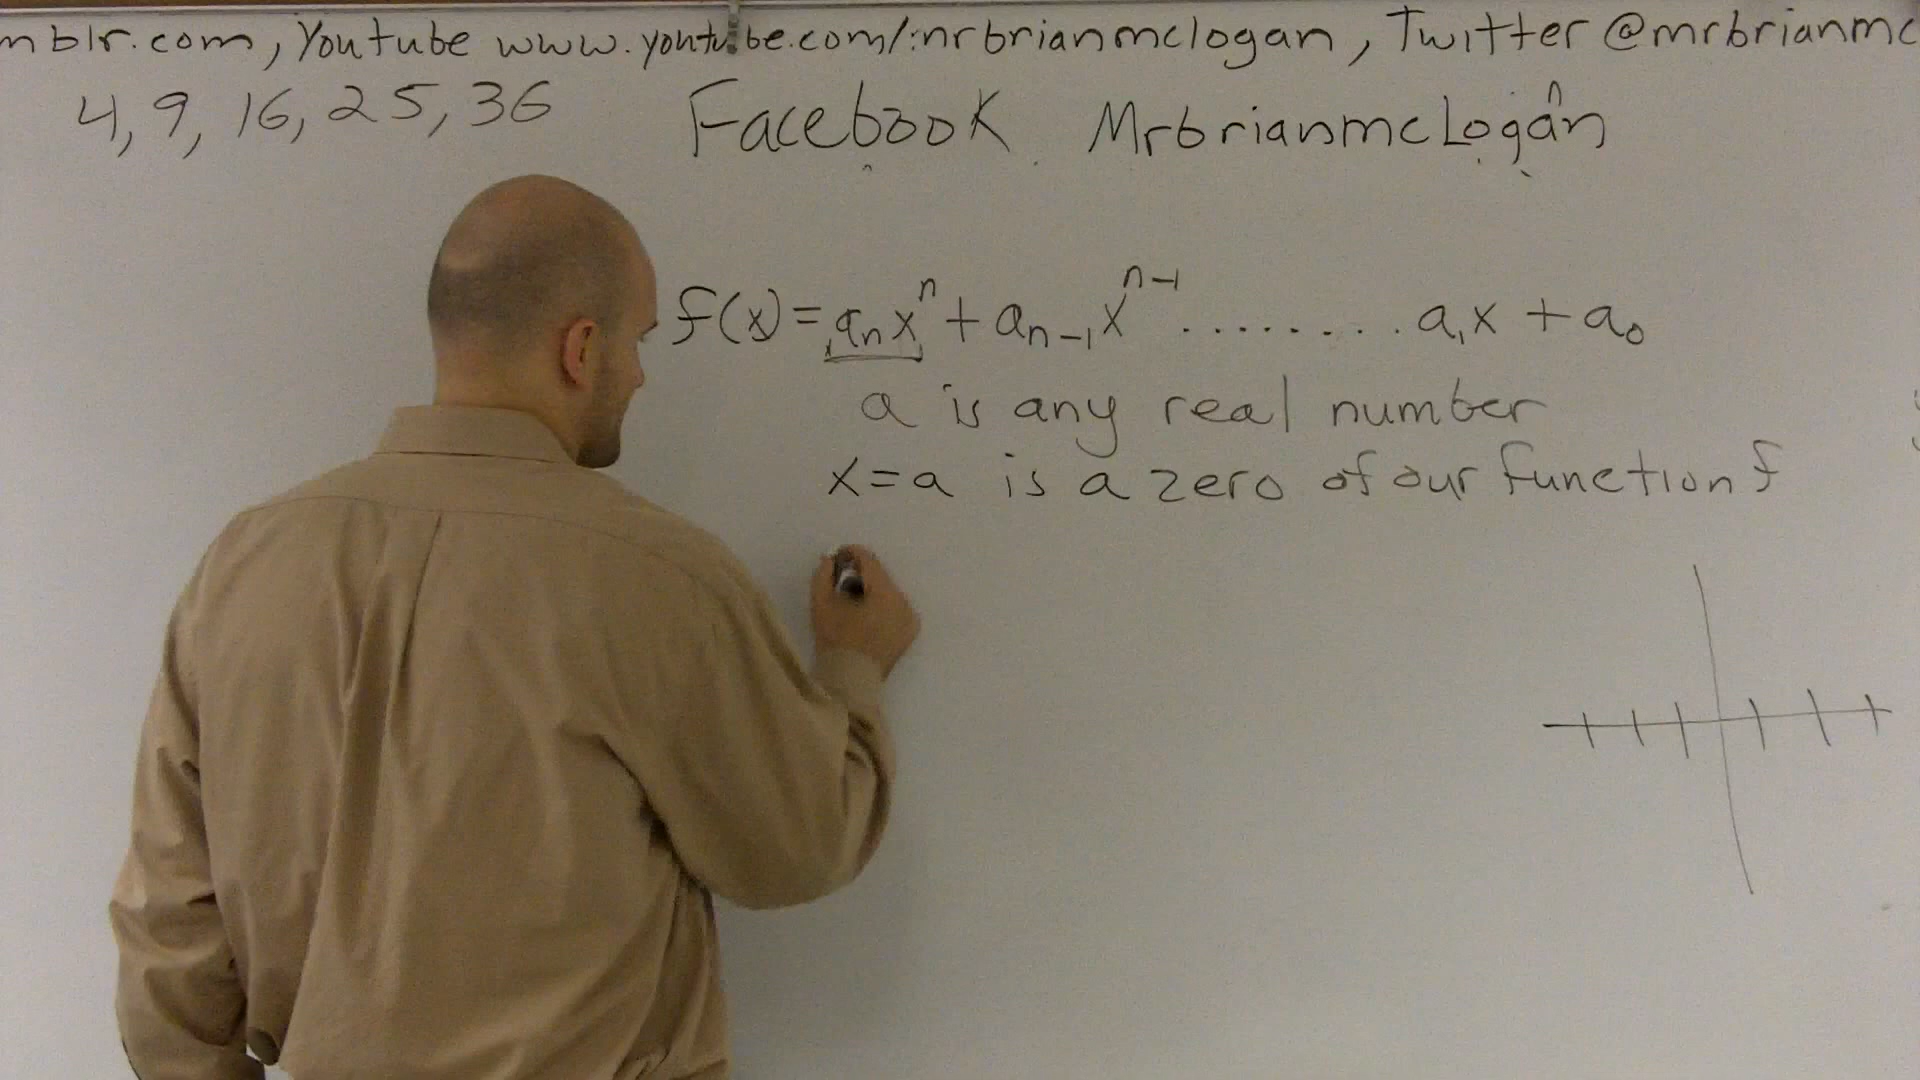 mblr.com, Youtube www.youtube.com/mrbrianmclogan, Twitter @mrbrianmc
4, 9, 16, 25, 36 Facebook MrbrianmcLogan
f(x) = aₙxⁿ + aₙ₋₁xⁿ⁻¹ ........ a₁x + a₀
a is any real number
x = a is a zero of our function f